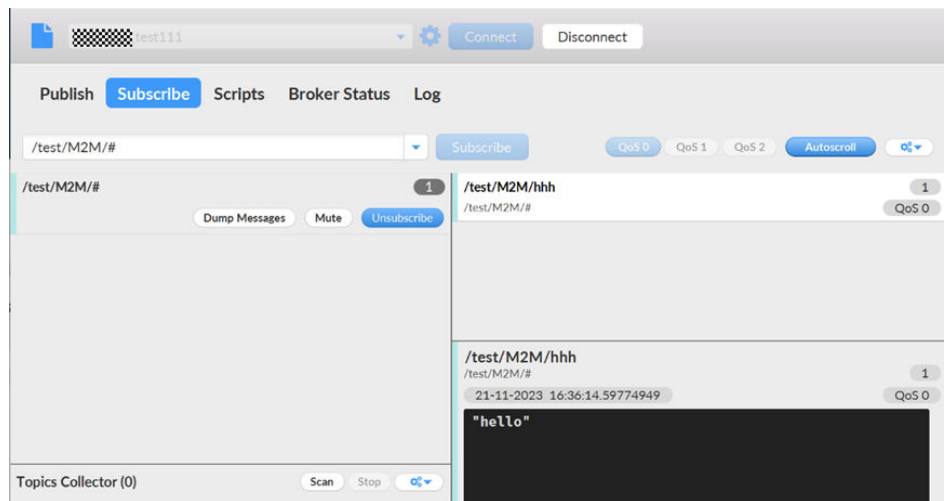 test111 Connect Disconnect
Publish Subscribe Scripts Broker Status Log
/test/M2M/# Subscribe QoS 0 QoS 1 QoS 2 Autoscroll
/test/M2M/# 1
Dump Messages Mute Unsubscribe
/test/M2M/hhh 1
/test/M2M/# QoS 0
/test/M2M/hhh
/test/M2M/# 1
21-11-2023 16:36:14.59774949 QoS 0
"hello"
Topics Collector (0) Scan Stop